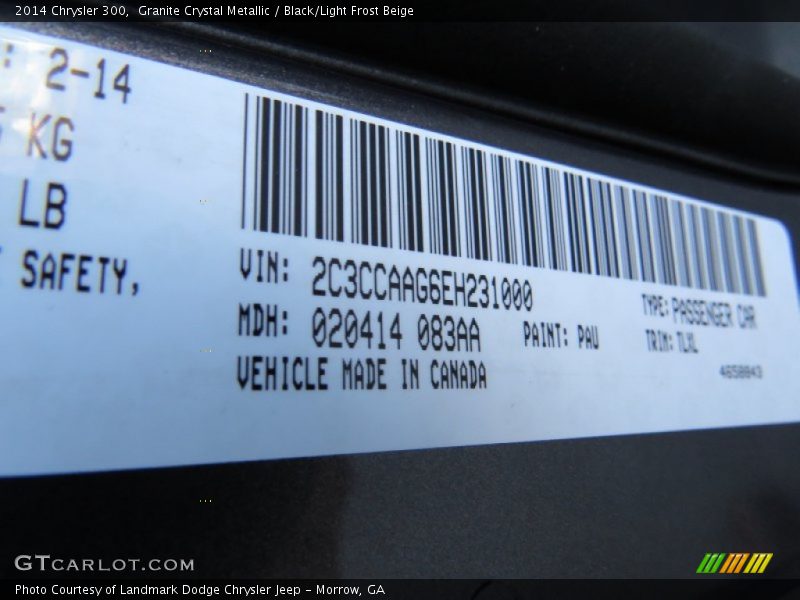 2014 Chrysler 300, Granite Crystal Metallic / Black/Light Frost Beige
: 2-14
KG
LB
SAFETY,
VIN: 2C3CCAAG6EH231000
MDH: 020414 083AA
PAINT: PAU
VEHICLE MADE IN CANADA
TYPE: PASSENGER CAR
TRIM: TLXL
4658843
GTCARLOT.COM
Photo Courtesy of Landmark Dodge Chrysler Jeep – Morrow, GA